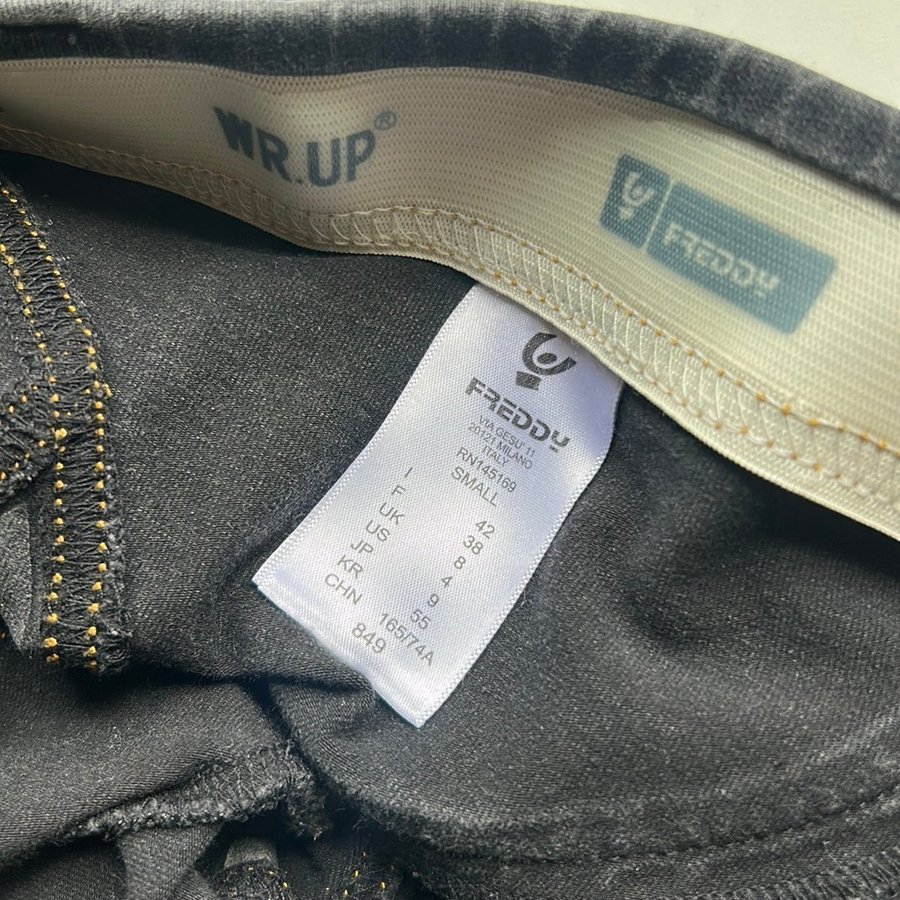 WR.UP®
FREDDY
FREDDY
VIA GESU' 11
20121 MILANO
ITALY
RN145169
SMALL
I 42
F 38
UK 8
US 4
JP 9
KR 55
CHN 165/74A
849